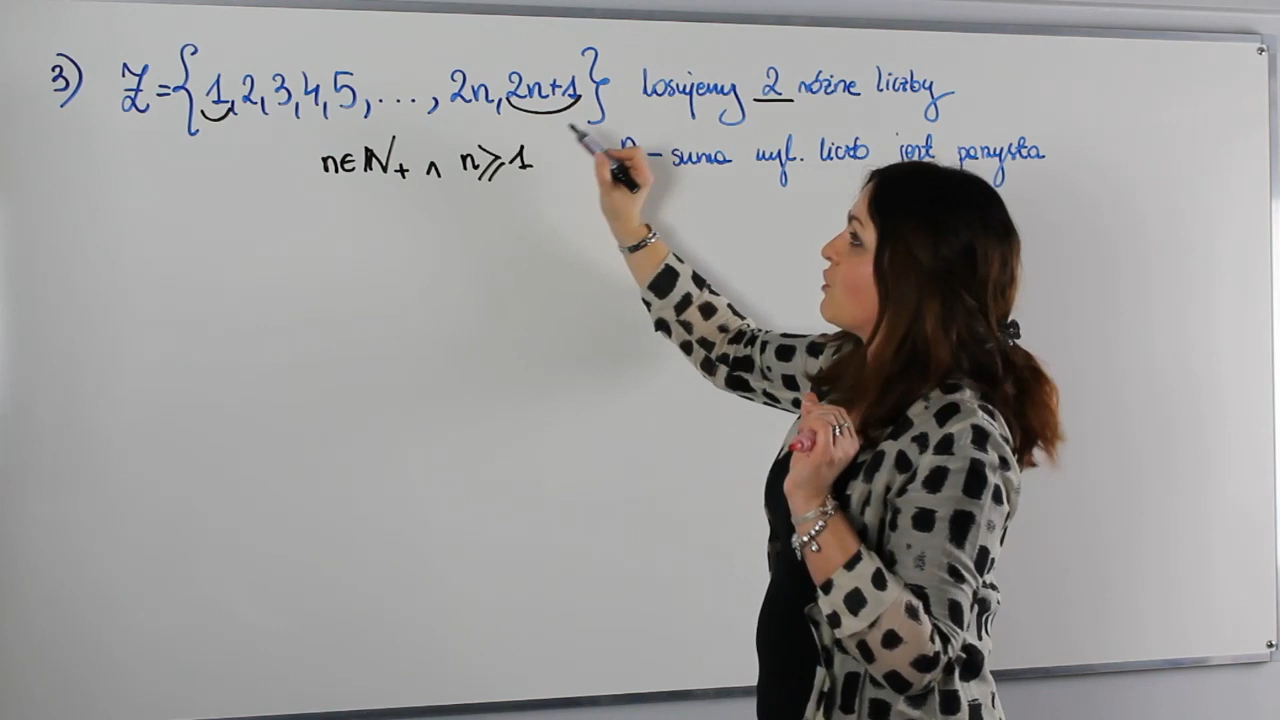 3) Z={1,2,3,4,5,...,2n,2n+1} losujemy 2 różne liczby
n∈N₊ ∧ n⩾1 – suma wyl. liczb jest parzysta